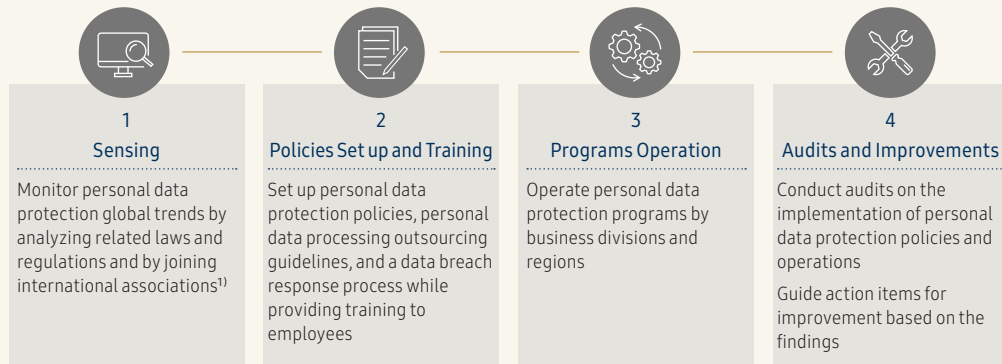 1
Sensing
Monitor personal data
protection global trends by
analyzing related laws and
regulations and by joining
international associations¹⁾
2
Policies Set up and Training
Set up personal data
protection policies, personal
data processing outsourcing
guidelines, and a data breach
response process while
providing training to
employees
3
Programs Operation
Operate personal data
protection programs by
business divisions and
regions
4
Audits and Improvements
Conduct audits on the
implementation of personal
data protection policies and
operations
Guide action items for
improvement based on the
findings